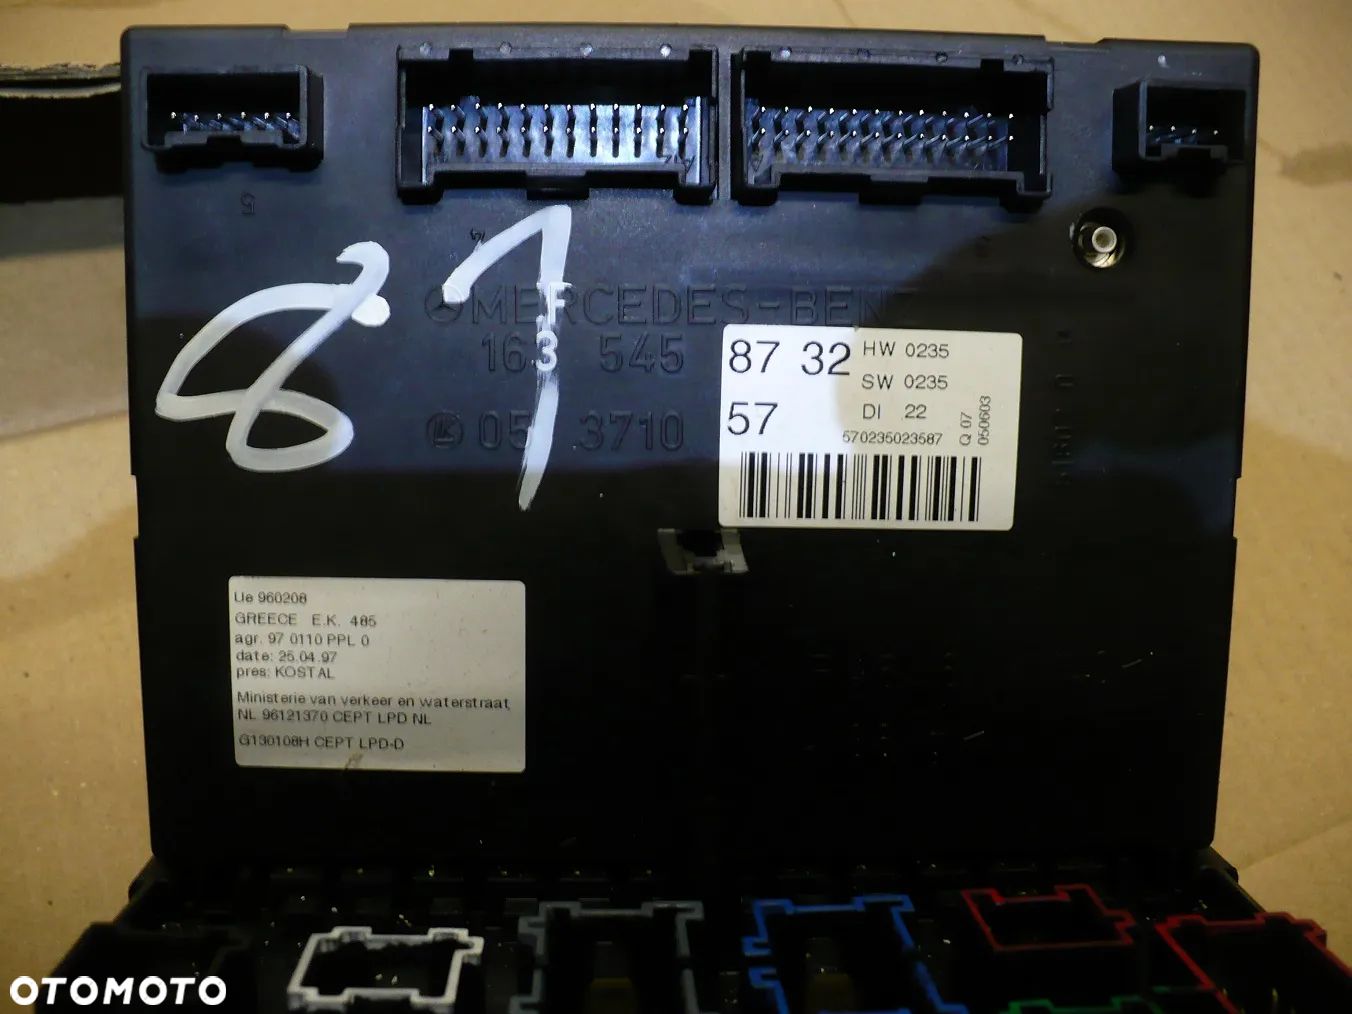 5
87
MERCEDES-BENZ
163 545
05 3710
87 32
57
HW 0235
SW 0235
DI 22
570235023587
Q 07
050603
Ue 960208
GREECE E.K. 485
agr. 97 0110 PPL 0
date: 25.04.97
pres: KOSTAL
Ministerie van verkeer en waterstraat,
NL 96121370 CEPT LPD NL
G130108H CEPT LPD-D
OTOMOTO